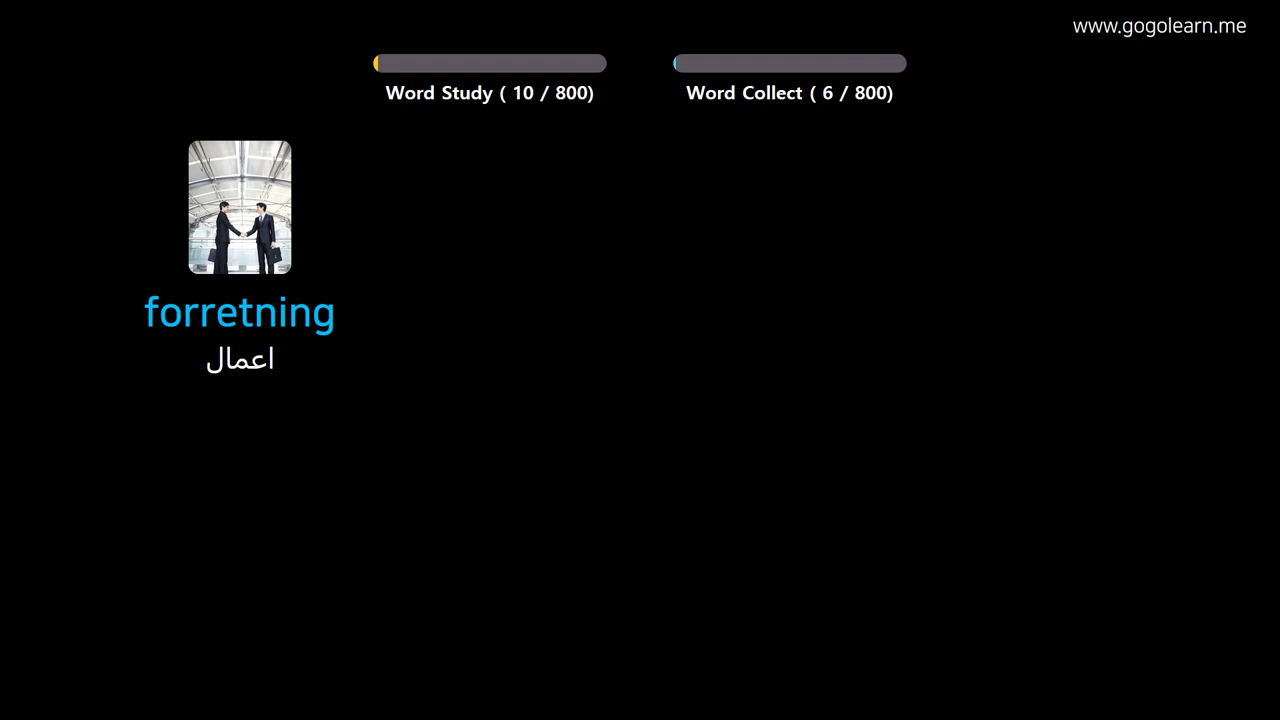 www.gogolearn.me
Word Study ( 10 / 800)
Word Collect ( 6 / 800)
forretning
اعمال